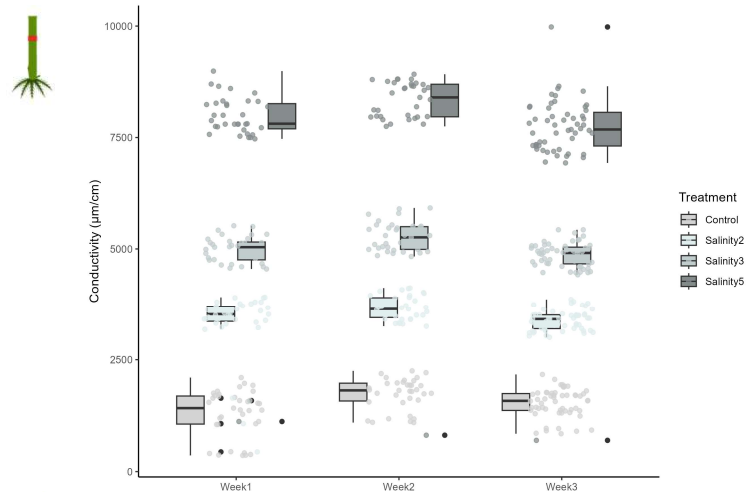 10000
7500
5000
2500
0
Conductivity (µm/cm)
Week1
Week2
Week3
Treatment
Control
Salinity2
Salinity3
Salinity5